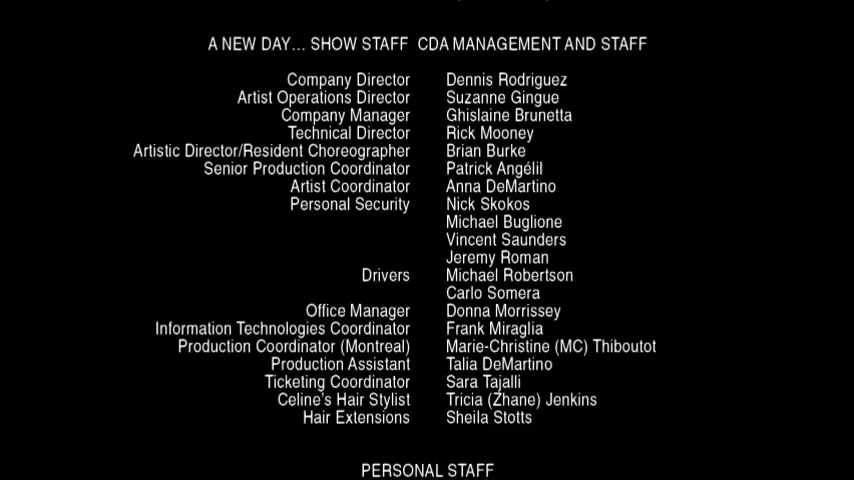 A NEW DAY... SHOW STAFF CDA MANAGEMENT AND STAFF
Company Director Dennis Rodriguez
Artist Operations Director Suzanne Gingue
Company Manager Ghislaine Brunetta
Technical Director Rick Mooney
Artistic Director/Resident Choreographer Brian Burke
Senior Production Coordinator Patrick Angélil
Artist Coordinator Anna DeMartino
Personal Security Nick Skokos
Michael Buglione
Vincent Saunders
Jeremy Roman
Drivers Michael Robertson
Carlo Somera
Office Manager Donna Morrissey
Information Technologies Coordinator Frank Miraglia
Production Coordinator (Montreal) Marie-Christine (MC) Thiboutot
Production Assistant Talia DeMartino
Ticketing Coordinator Sara Tajalli
Celine's Hair Stylist Tricia (Zhane) Jenkins
Hair Extensions Sheila Stotts
PERSONAL STAFF